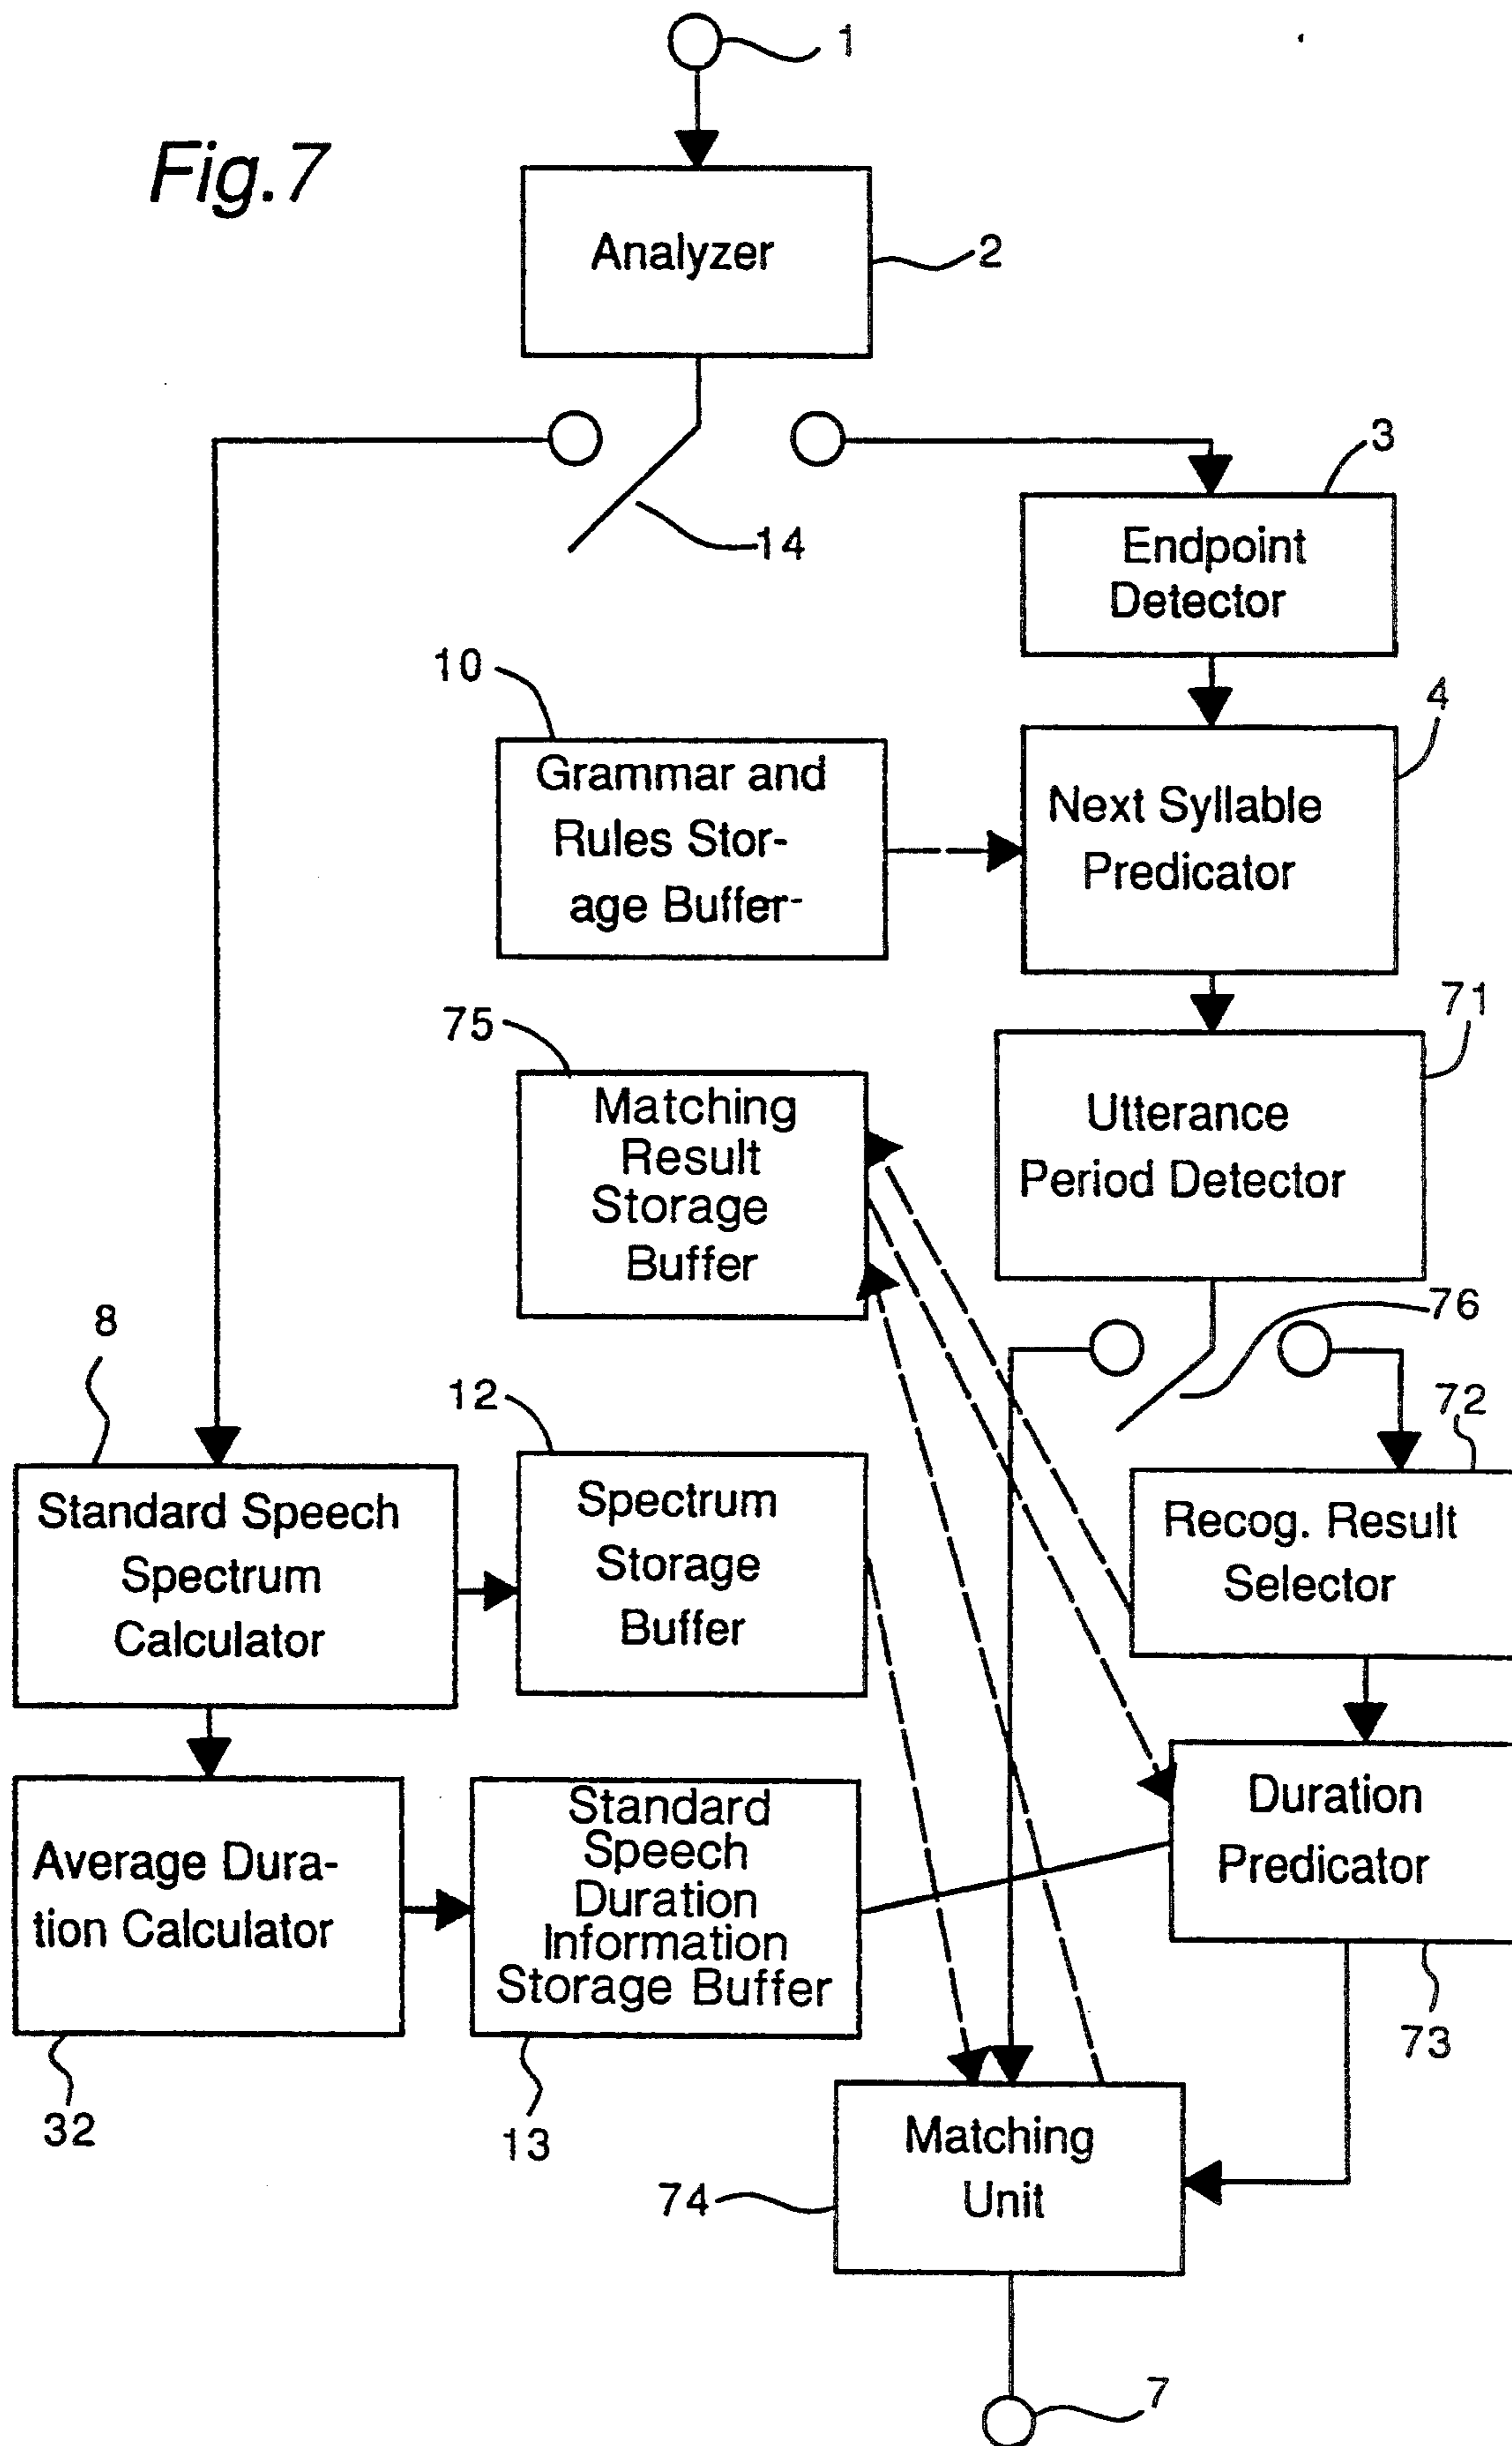 1
Fig.7
Analyzer
2
14
3
Endpoint
Detector
10
4
Grammar and
Rules Stor-
age Buffer-
Next Syllable
Predicator
75
71
Matching
Result
Storage
Buffer
Utterance
Period Detector
76
8
12
72
Standard Speech
Spectrum
Calculator
Spectrum
Storage
Buffer
Recog. Result
Selector
Average Dura-
tion Calculator
Standard
Speech
Duration
Information
Storage Buffer
Duration
Predicator
32
13
73
Matching
Unit
74
7